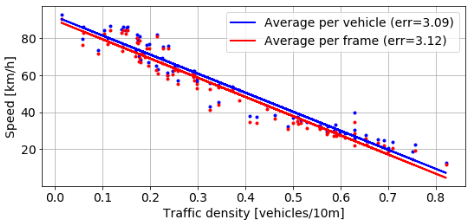 Average per vehicle (err=3.09)
Average per frame (err=3.12)
Speed [km/h]
80
60
40
20
0.0 0.1 0.2 0.3 0.4 0.5 0.6 0.7 0.8
Traffic density [vehicles/10m]